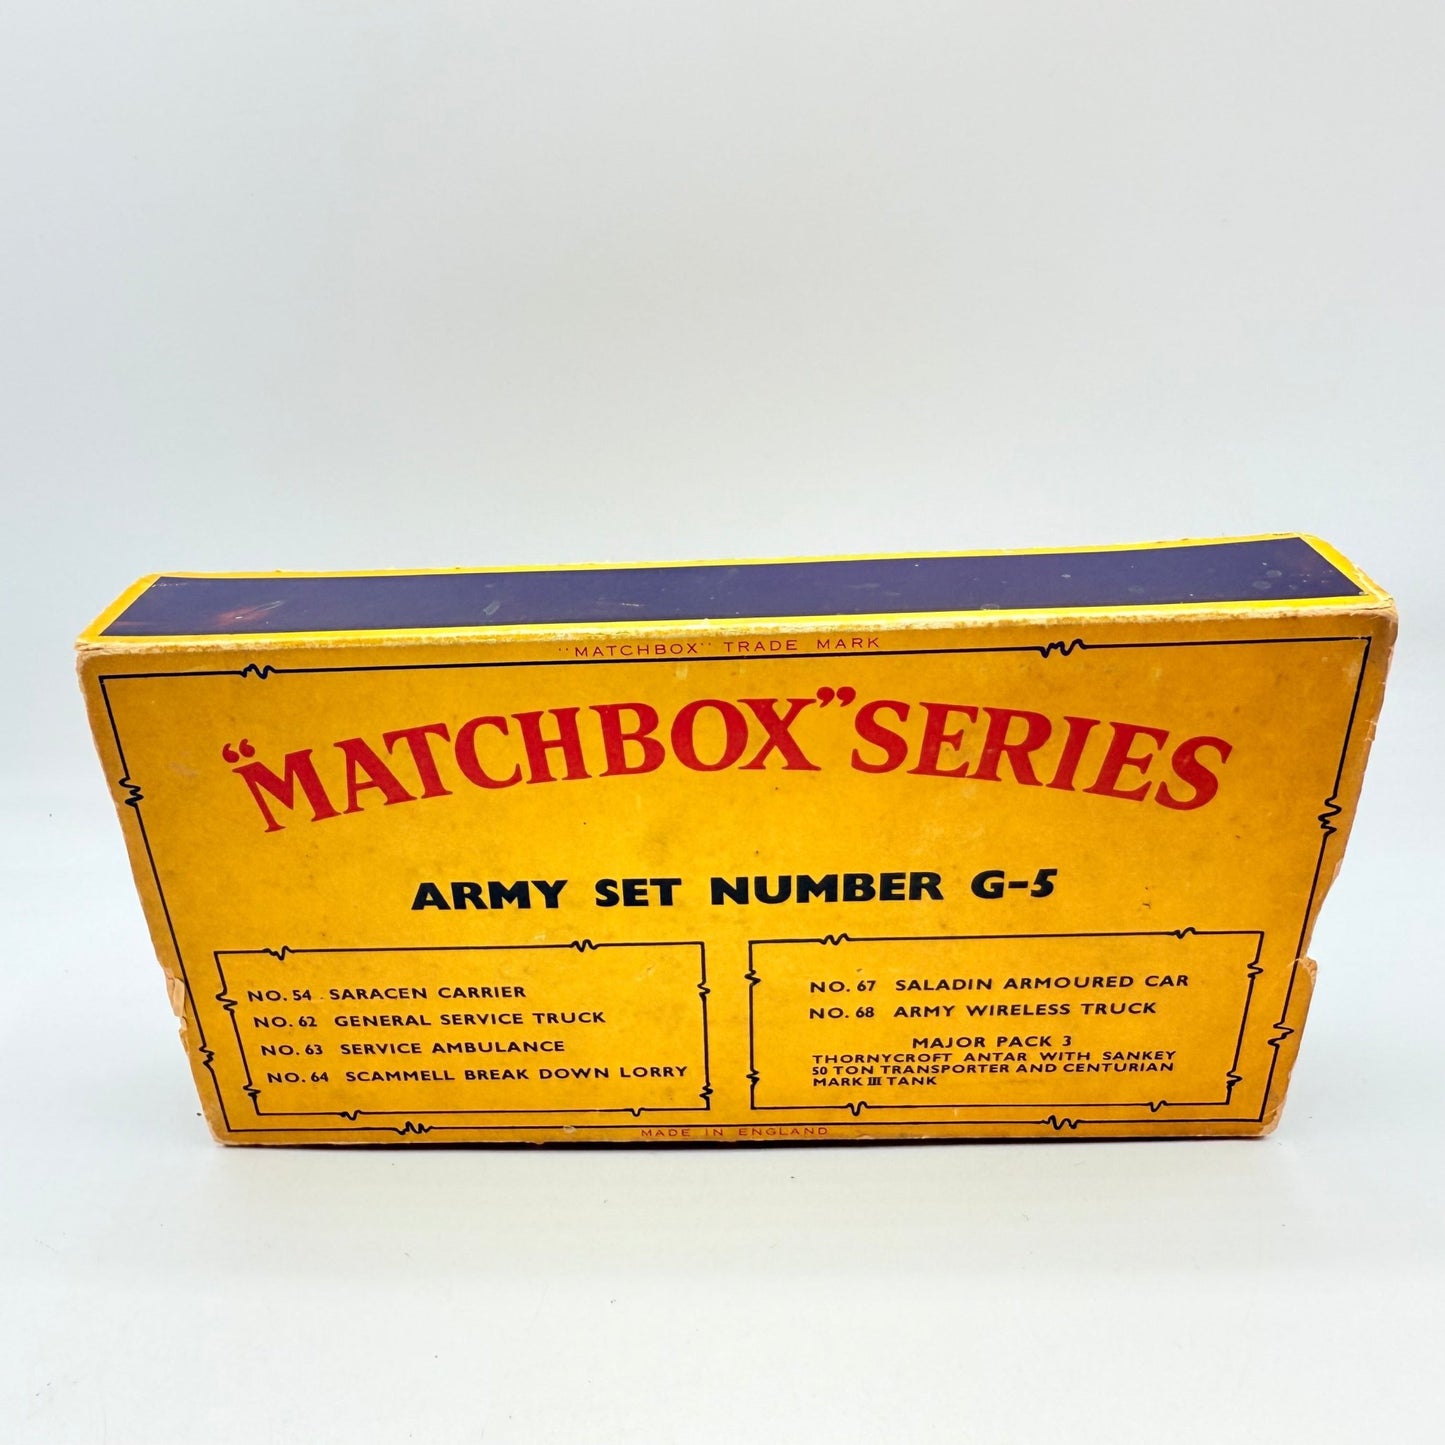 "MATCHBOX" TRADE MARK
"MATCHBOX" SERIES
ARMY SET NUMBER G-5
NO. 54 SARACEN CARRIER
NO. 62 GENERAL SERVICE TRUCK
NO. 63 SERVICE AMBULANCE
NO. 64 SCAMMELL BREAK DOWN LORRY
NO. 67 SALADIN ARMOURED CAR
NO. 68 ARMY WIRELESS TRUCK
MAJOR PACK 3
THORNYCROFT ANTAR WITH SANKEY
50 TON TRANSPORTER AND CENTURIAN
MARK III TANK
MADE IN ENGLAND